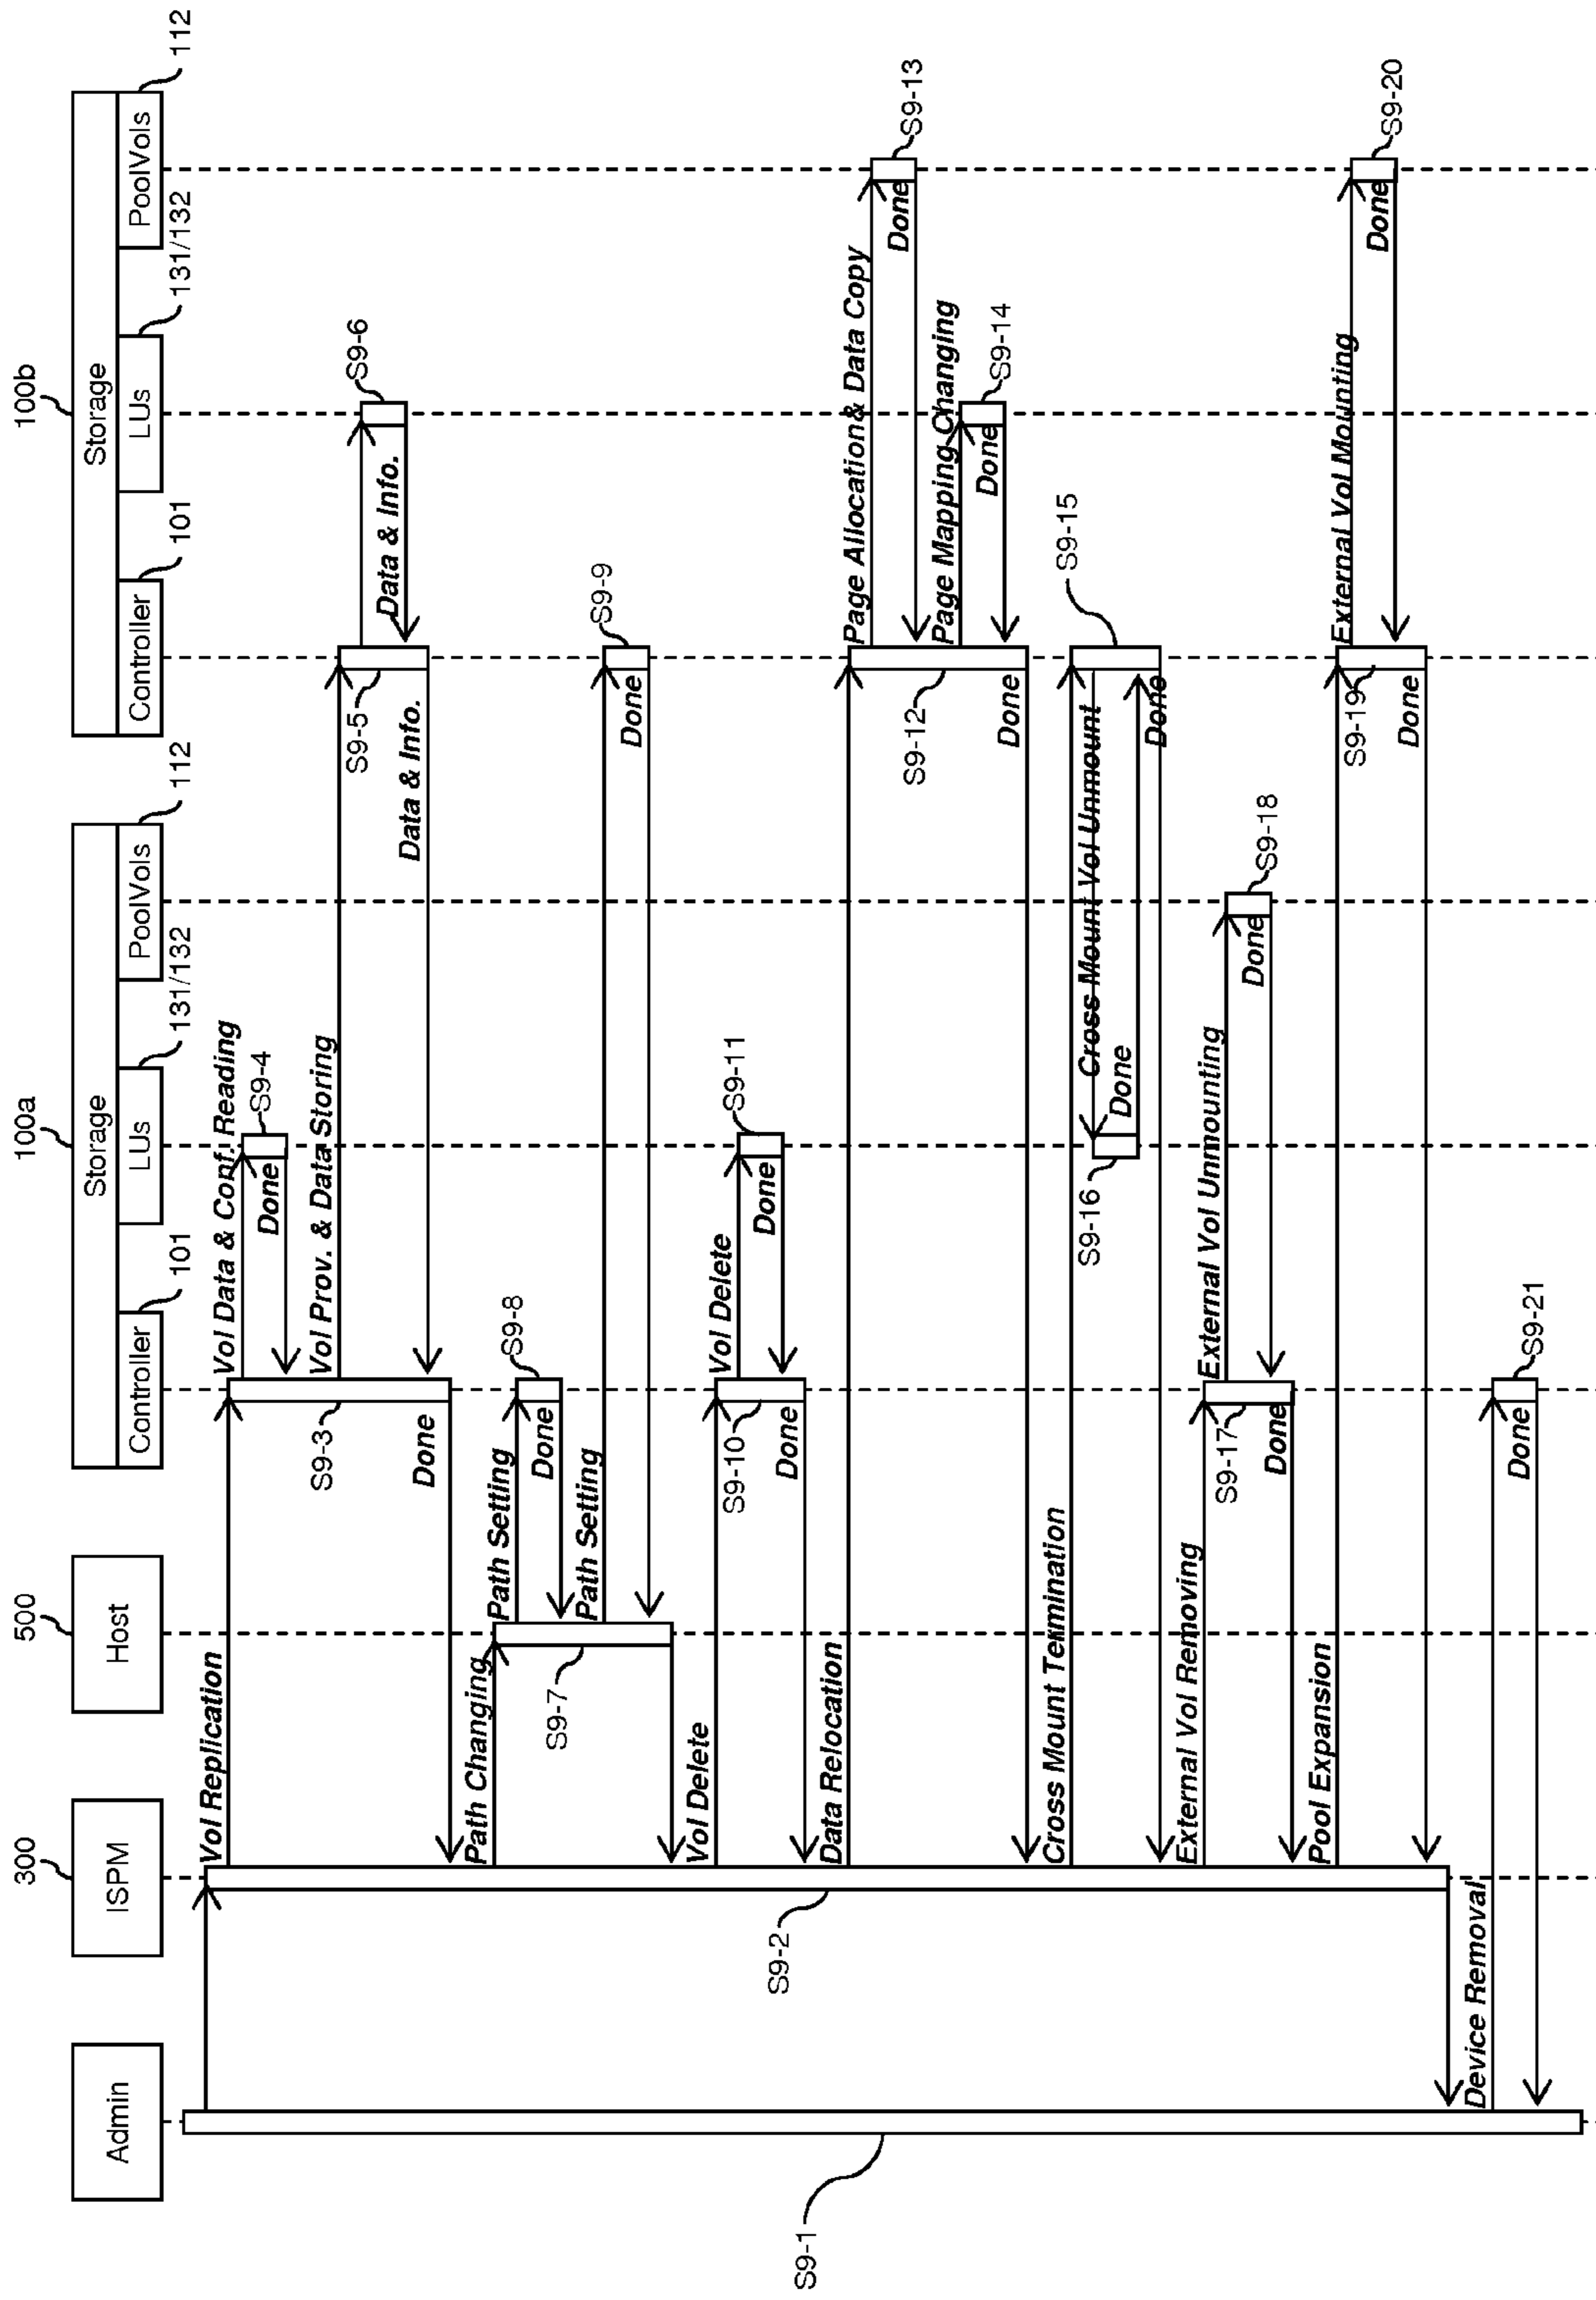 Admin
300
ISPM
500
Host
100a
Storage
Controller
LUs
PoolVols
101
131/132
112
100b
Storage
Controller
LUs
PoolVols
101
131/132
112
S9-1
S9-2
Vol Replication
S9-3
Vol Data & Conf. Reading
S9-4
Done
Vol Prov. & Data Storing
S9-5
S9-6
Data & Info.
Data & Info.
Done
Path Changing
S9-7
Path Setting
S9-8
Done
Path Setting
S9-9
Done
Vol Delete
S9-10
Vol Delete
S9-11
Done
Done
Data Relocation
S9-12
Page Allocation& Data Copy
S9-13
Done
Page Mapping Changing
S9-14
Done
Done
Cross Mount Termination
S9-15
Cross Mount Vol Unmount
S9-16
Done
Done
External Vol Removing
S9-17
External Vol Unmounting
S9-18
Done
Done
Pool Expansion
S9-19
External Vol Mounting
S9-20
Done
Done
Device Removal
S9-21
Done